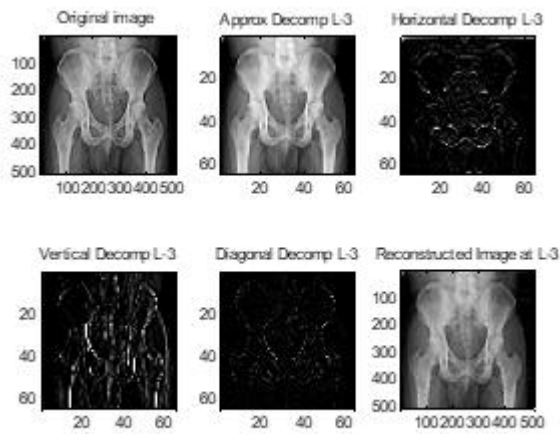 Original image
Approx Decomp L-3
Horizontal Decomp L-3
100
200
300
400
500
100 200 300 400 500
20
40
60
20 40 60
20
40
60
20 40 60
Vertical Decomp L-3
Diagonal Decomp L-3
Reconstructed Image at L-3
20
40
60
20 40 60
20
40
60
20 40 60
100
200
300
400
500
100 200 300 400 500